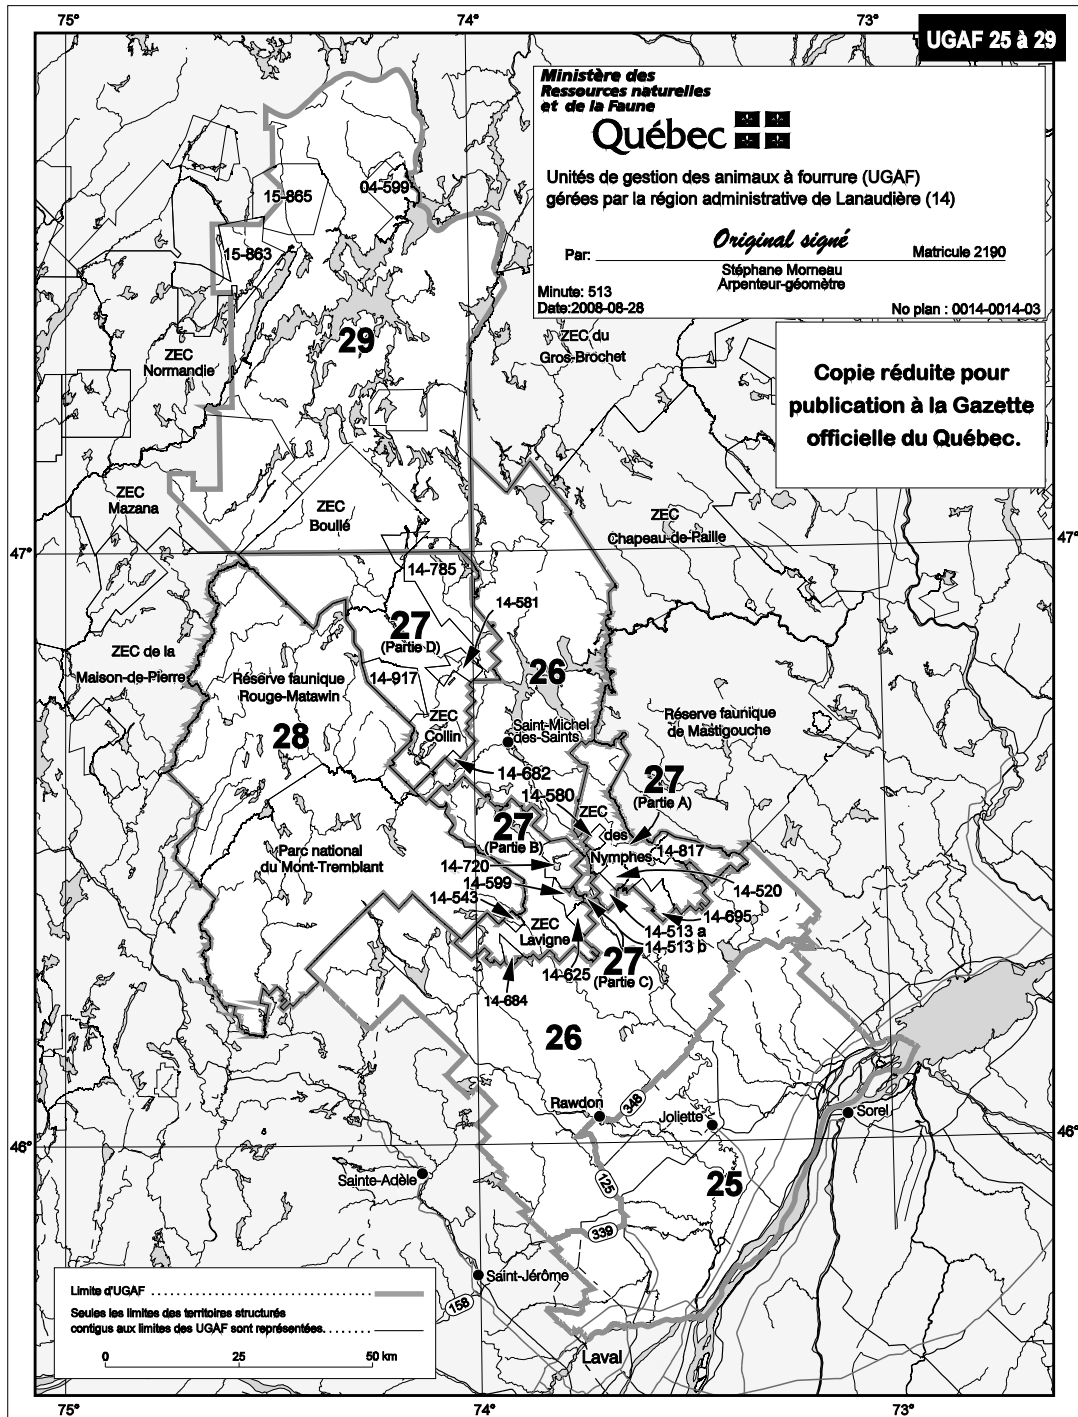 75°
74°
73°
UGAF 25 à 29
Ministère des
Ressources naturelles
et de la Faune
Québec
Unités de gestion des animaux à fourrure (UGAF)
gérées par la région administrative de Lanaudière (14)
Original signé
Par:
Matricule 2190
Stéphane Morneau
Arpenteur-géomètre
Minute: 513
Date:2008-08-28
No plan : 0014-0014-03
Copie réduite pour
publication à la Gazette
officielle du Québec.
15-865
04-599
15-863
29
ZEC du
Gros-Brochet
ZEC
Normandie
ZEC
Mazana
ZEC
Boullé
ZEC
Chapeau-de-Paille
47°
47°
14-785
14-581
27
(Partie D)
26
ZEC de la
Maison-de-Pierre
Réserve faunique
Rouge-Matawin
14-917
28
ZEC
Collin
Saint-Michel
des-Saints
Réserve faunique
de Mastigouche
14-682
14-580
27
(Partie A)
ZEC
des
Nymphes
27
(Partie B)
14-817
Parc national
du Mont-Tremblant
14-720
14-599
14-543
14-520
14-695
ZEC
Lavigne
14-513 a
14-513 b
14-625
27
(Partie C)
14-684
26
Rawdon
348
Joliette
Sorel
46°
46°
Sainte-Adèle
125
25
339
Saint-Jérôme
158
Laval
Limite d'UGAF
Seules les limites des territoires structurés
contigus aux limites des UGAF sont représentées.
0
25
50 km
75°
74°
73°